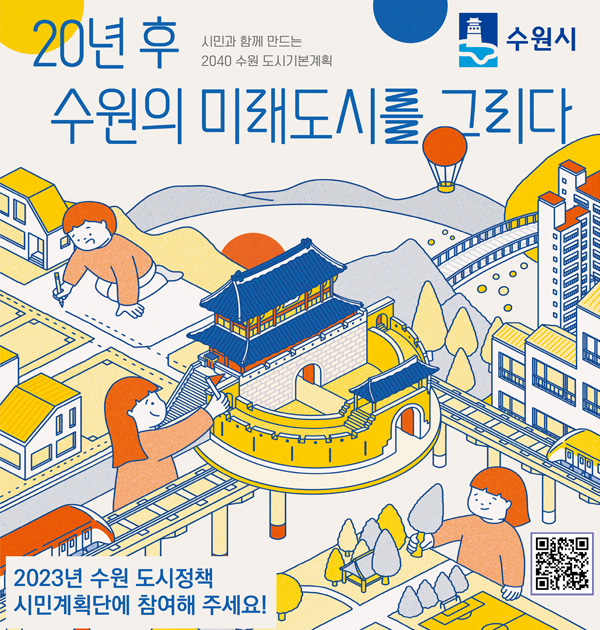 20년 후
시민과 함께 만드는
2040 수원 도시기본계획
수원시
수원의 미래도시를 그리다
2023년 수원 도시정책
시민계획단에 참여해 주세요!